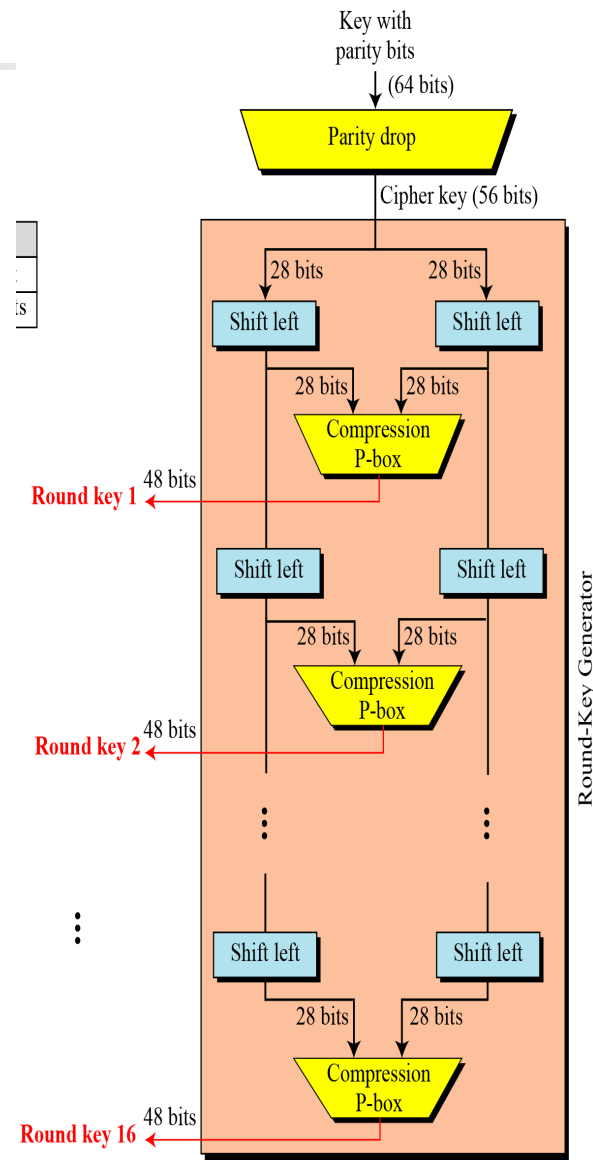 Key with
parity bits
(64 bits)
Parity drop
Cipher key (56 bits)
ts
28 bits
28 bits
Shift left
Shift left
28 bits
28 bits
Compression
P-box
48 bits
Round key 1
Shift left
Shift left
28 bits
28 bits
Compression
P-box
48 bits
Round key 2
Round-Key Generator
Shift left
Shift left
28 bits
28 bits
Compression
P-box
48 bits
Round key 16